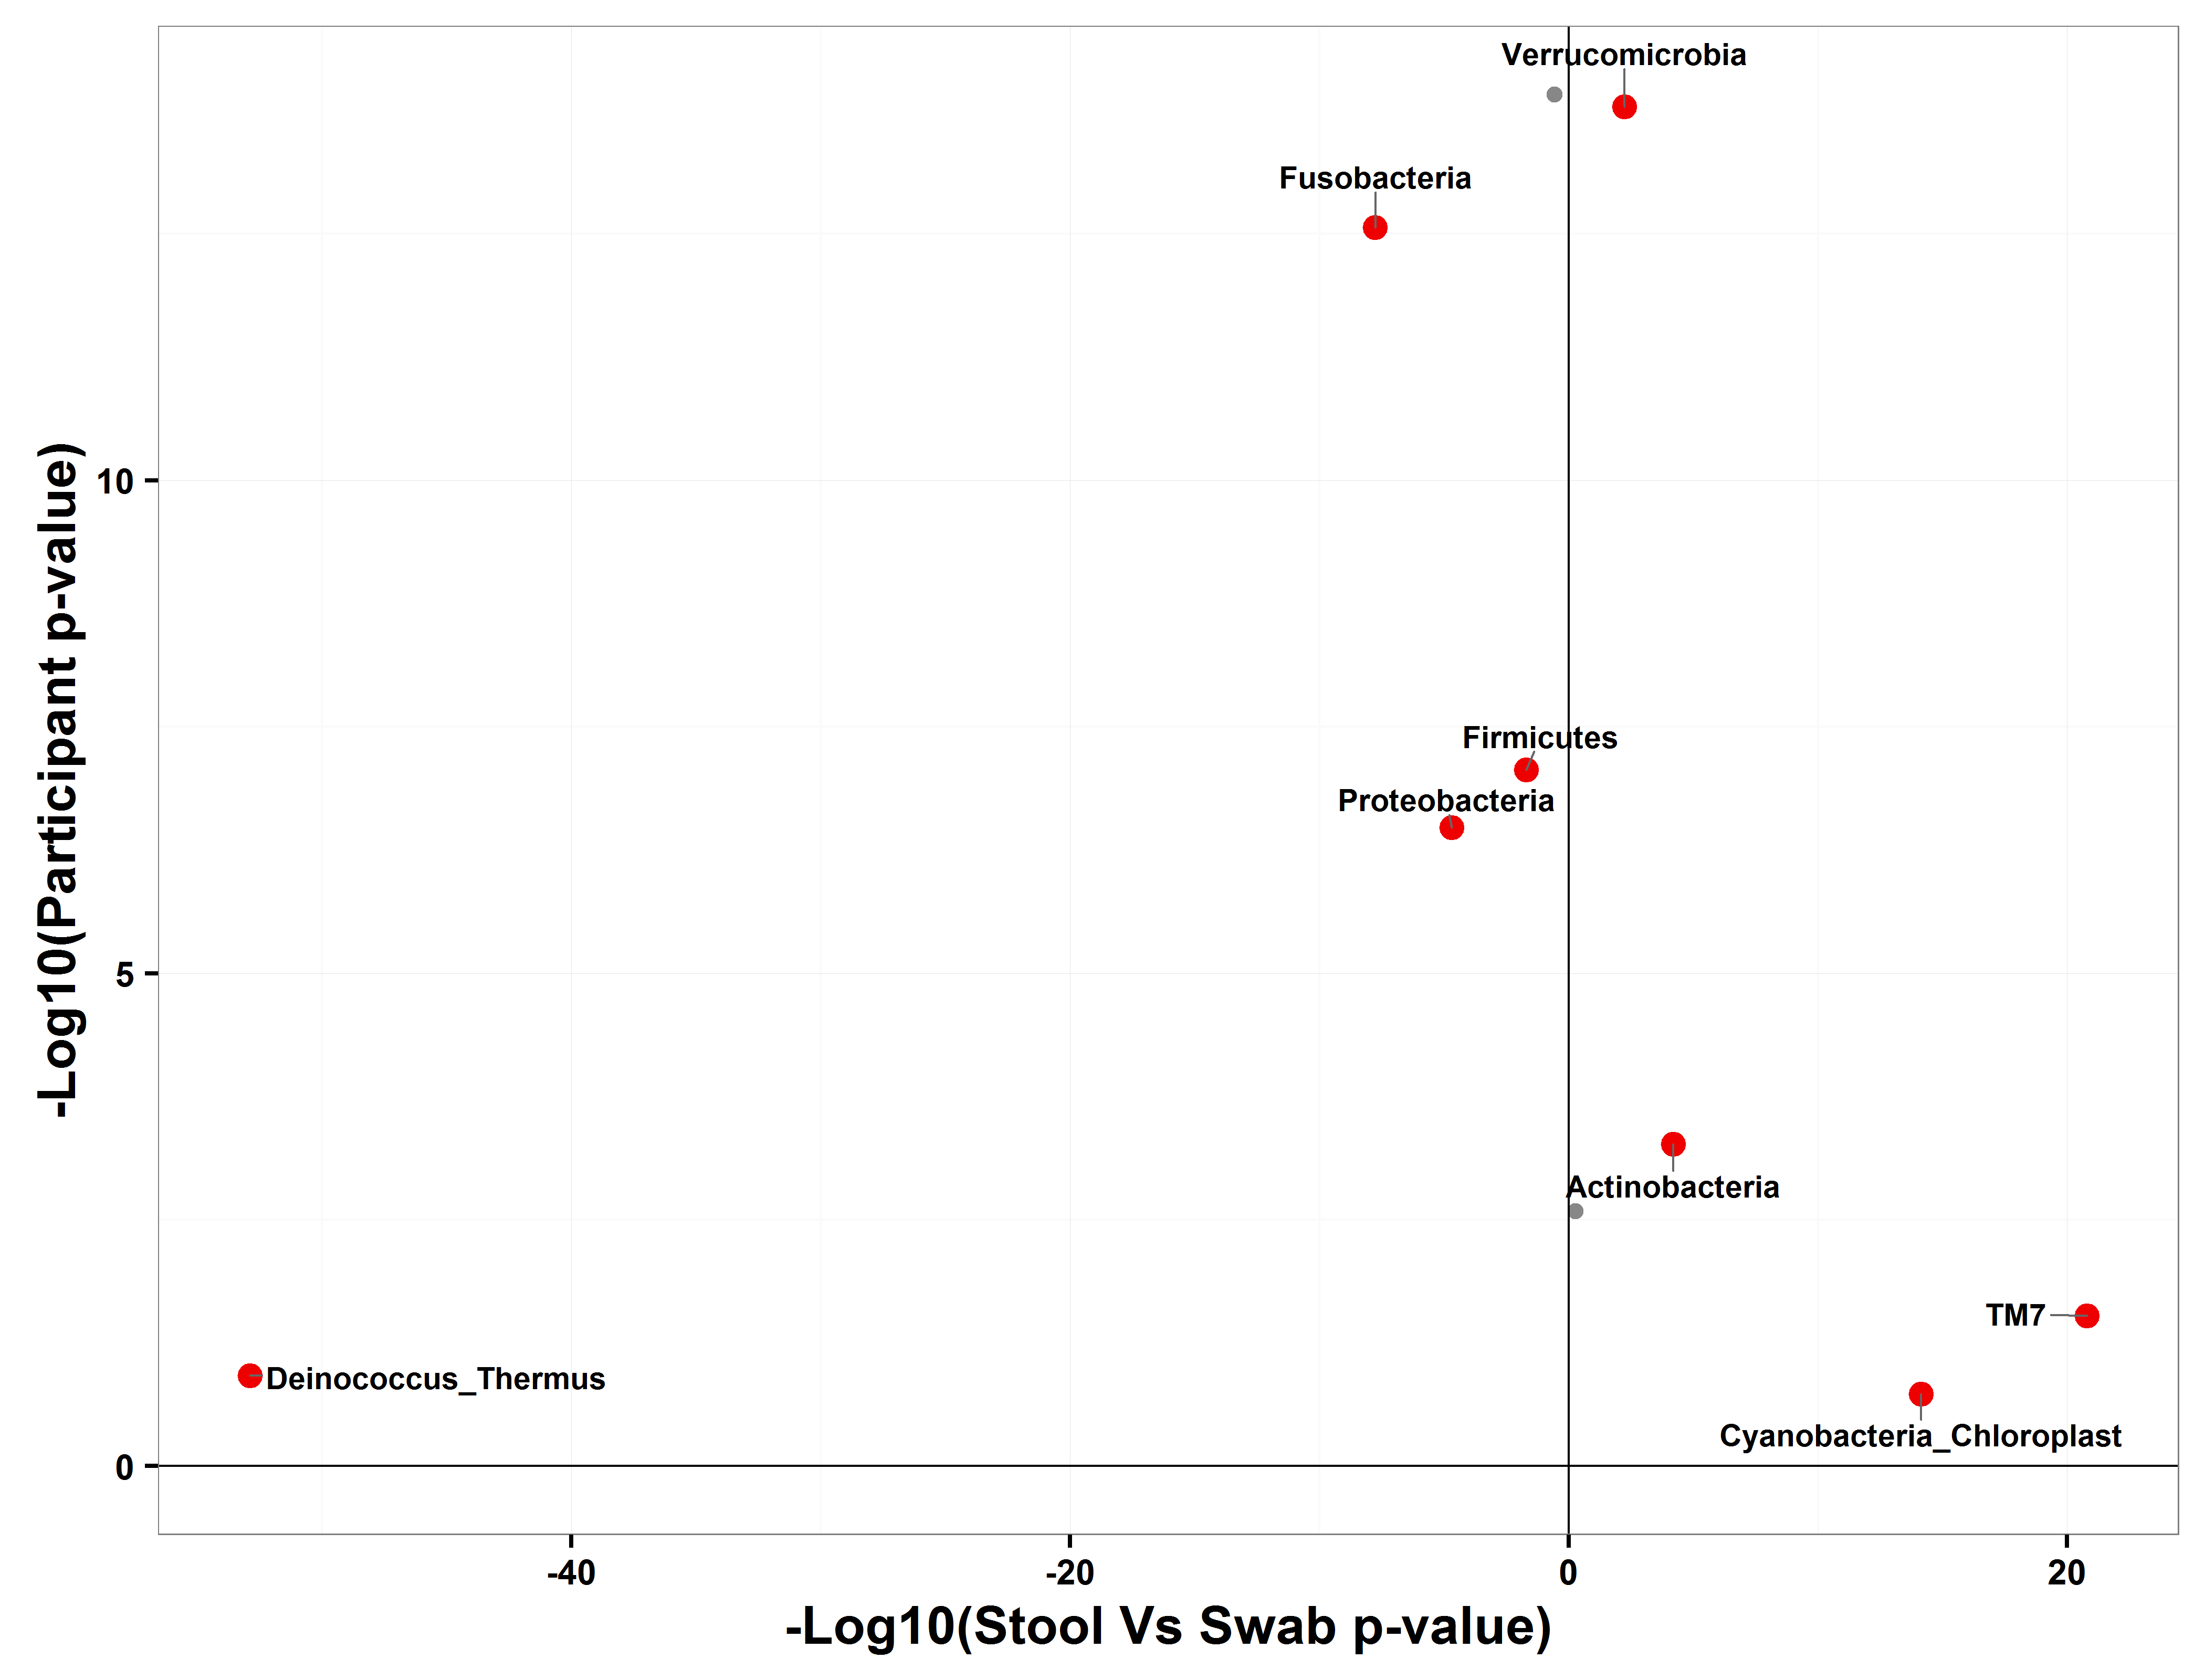 Verrucomicrobia
Fusobacteria
10
Firmicutes
Proteobacteria
-Log10(Participant p-value)
5
Actinobacteria
TM7
Deinococcus_Thermus
Cyanobacteria_Chloroplast
0
-40 -20 0 20
-Log10(Stool Vs Swab p-value)